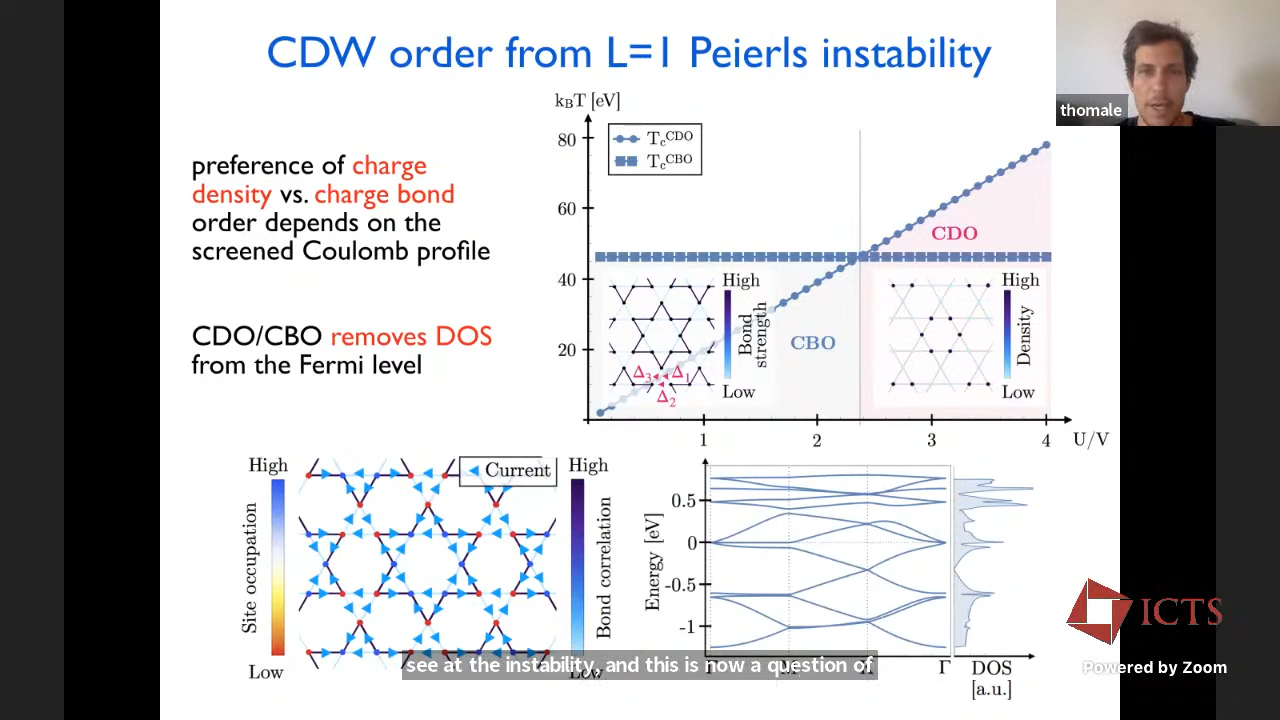 CDW order from L=1 Peierls instability
thomale
preference of charge
density vs. charge bond
order depends on the
screened Coulomb profile
CDO/CBO removes DOS
from the Fermi level
k_BT [eV]
80
60
40
20
T_c^CDO
T_c^CBO
CDO
CBO
High
Bond
strength
Low
Δ3
Δ1
Δ2
High
Density
Low
1
2
3
4
U/V
High
Site occupation
Low
Current
High
Bond correlation
Low
Energy [eV]
0.5
0
-0.5
-1
Γ
DOS
[a.u.]
ICTS
Powered by Zoom
see at the instability, and this is now a question of